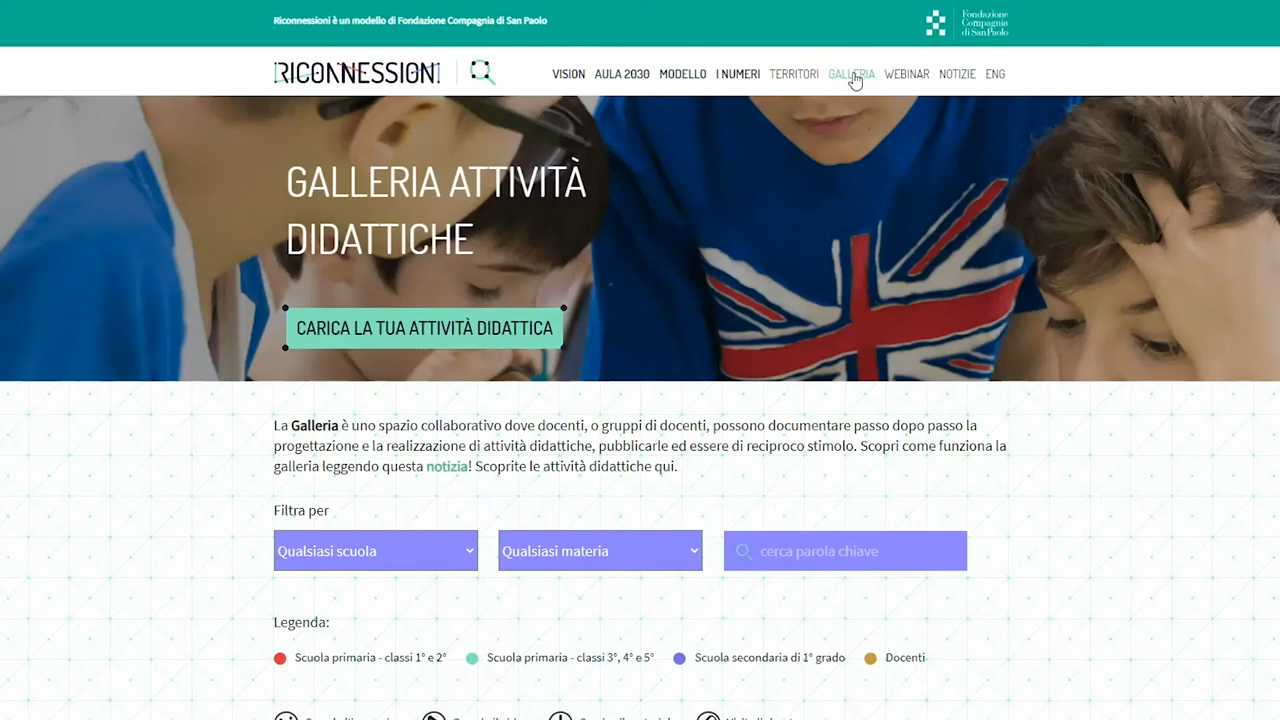 Riconnessioni è un modello di Fondazione Compagnia di San Paolo
Fondazione
Compagnia
di San Paolo
RICONNESSIONI
VISION AULA 2030 MODELLO I NUMERI TERRITORI GALLERIA WEBINAR NOTIZIE ENG
GALLERIA ATTIVITÀ
DIDATTICHE
CARICA LA TUA ATTIVITÀ DIDATTICA
La Galleria è uno spazio collaborativo dove docenti, o gruppi di docenti, possono documentare passo dopo passo la
progettazione e la realizzazione di attività didattiche, pubblicarle ed essere di reciproco stimolo. Scopri come funziona la
galleria leggendo questa notizia! Scoprite le attività didattiche qui.
Filtra per
Qualsiasi scuola
Qualsiasi materia
cerca parola chiave
Legenda:
Scuola primaria - classi 1° e 2° Scuola primaria - classi 3°, 4° e 5° Scuola secondaria di 1° grado Docenti